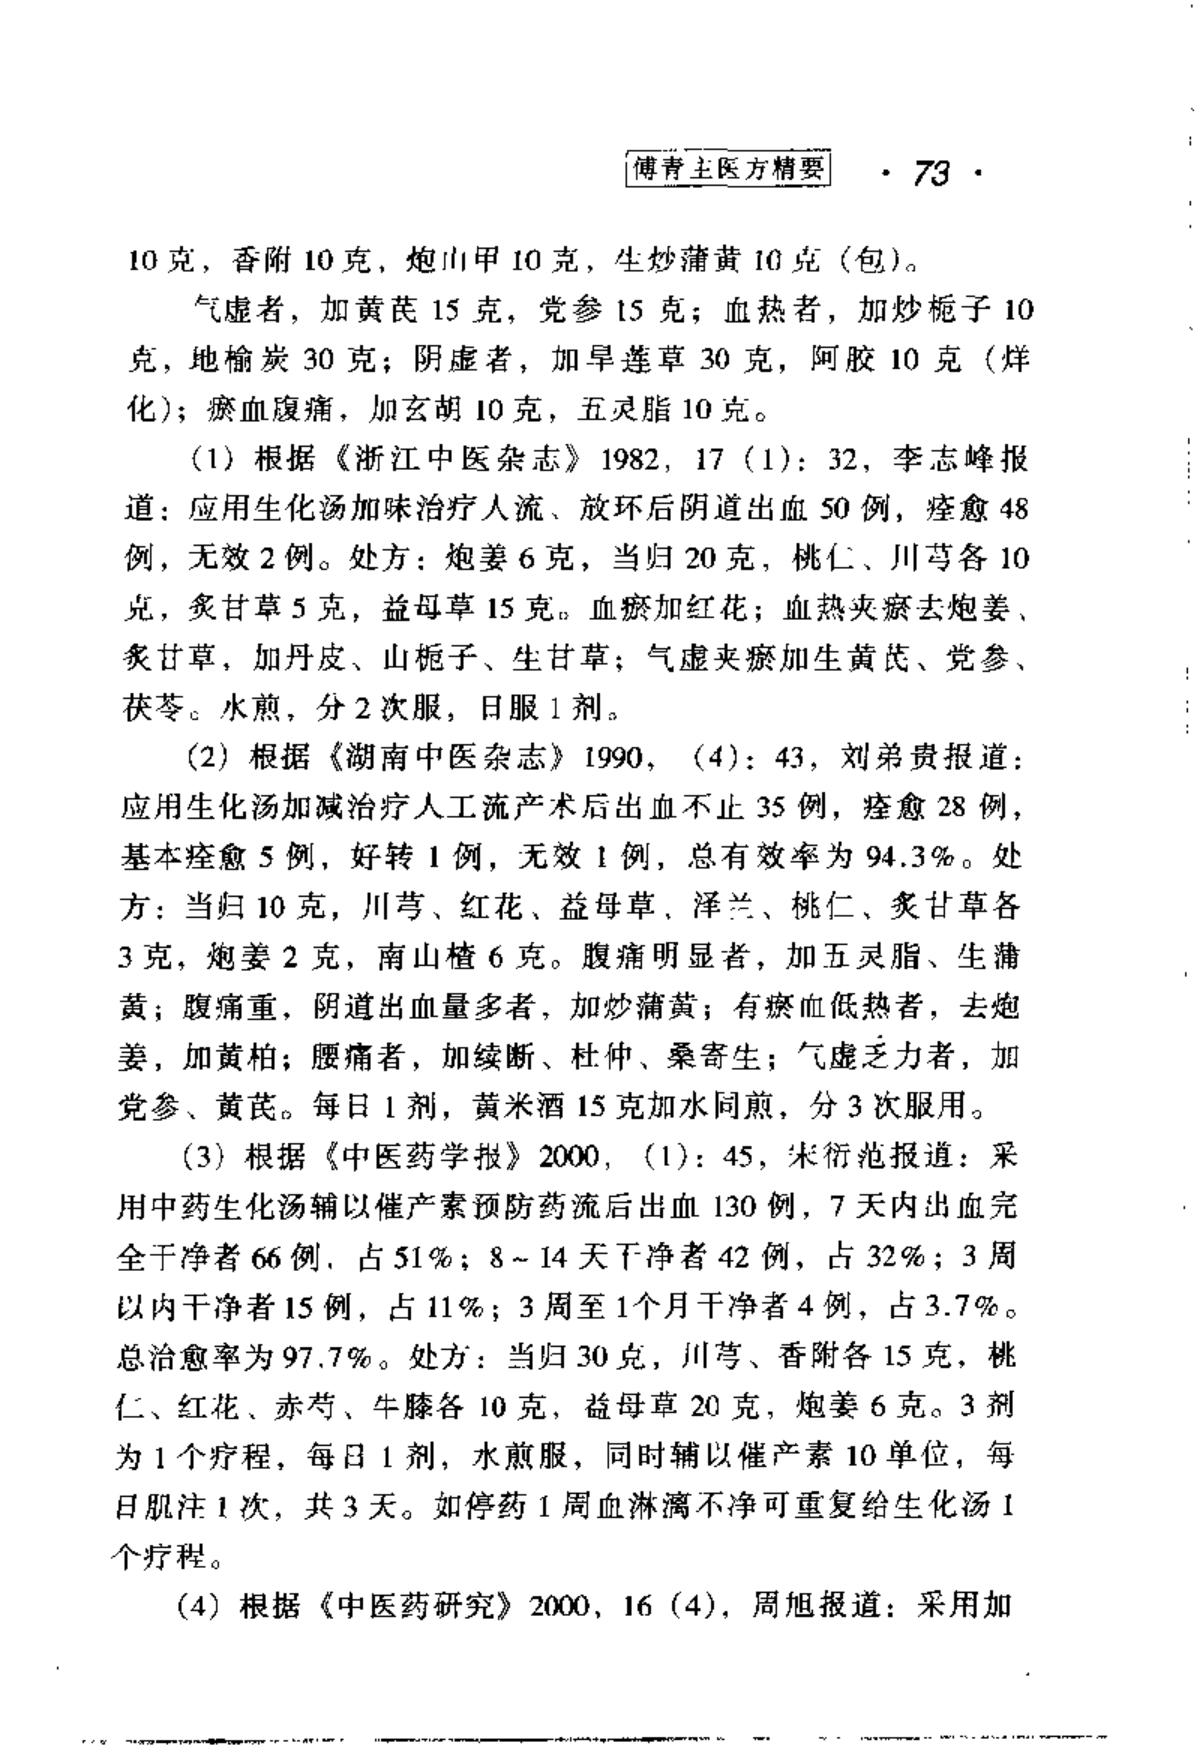 傅青主医方精要 · 73 ·
10克，香附10克，炮山甲10克，生炒蒲黄10克（包）。
气虚者，加黄芪15克，党参15克；血热者，加炒栀子10
克，地榆炭30克；阴虚者，加旱莲草30克，阿胶10克（烊
化）；瘀血腹痛，加玄胡10克，五灵脂10克。
（1）根据《浙江中医杂志》1982，17（1）：32，李志峰报
道：应用生化汤加味治疗人流、放环后阴道出血50例，痊愈48
例，无效2例。处方：炮姜6克，当归20克，桃仁、川芎各10
克，炙甘草5克，益母草15克。血瘀加红花；血热夹瘀去炮姜、
炙甘草，加丹皮、山栀子、生甘草；气虚夹瘀加生黄芪、党参、
茯苓。水煎，分2次服，日服1剂。
（2）根据《湖南中医杂志》1990，（4）：43，刘弟贵报道：
应用生化汤加减治疗人工流产术后出血不止35例，痊愈28例，
基本痊愈5例，好转1例，无效1例，总有效率为94.3%。处
方：当归10克，川芎、红花、益母草、泽兰、桃仁、炙甘草各
3克，炮姜2克，南山楂6克。腹痛明显者，加五灵脂、生蒲
黄；腹痛重，阴道出血量多者，加炒蒲黄；有瘀血低热者，去炮
姜，加黄柏；腰痛者，加续断、杜仲、桑寄生；气虚乏力者，加
党参、黄芪。每日1剂，黄米酒15克加水同煎，分3次服用。
（3）根据《中医药学报》2000，（1）：45，宋衍范报道：采
用中药生化汤辅以催产素预防药流后出血130例，7天内出血完
全干净者66例，占51%；8~14天干净者42例，占32%；3周
以内干净者15例，占11%；3周至1个月干净者4例，占3.7%。
总治愈率为97.7%。处方：当归30克，川芎、香附各15克，桃
仁、红花、赤芍、牛膝各10克，益母草20克，炮姜6克。3剂
为1个疗程，每日1剂，水煎服，同时辅以催产素10单位，每
日肌注1次，共3天。如停药1周血淋漓不净可重复给生化汤1
个疗程。
（4）根据《中医药研究》2000，16（4），周旭报道：采用加